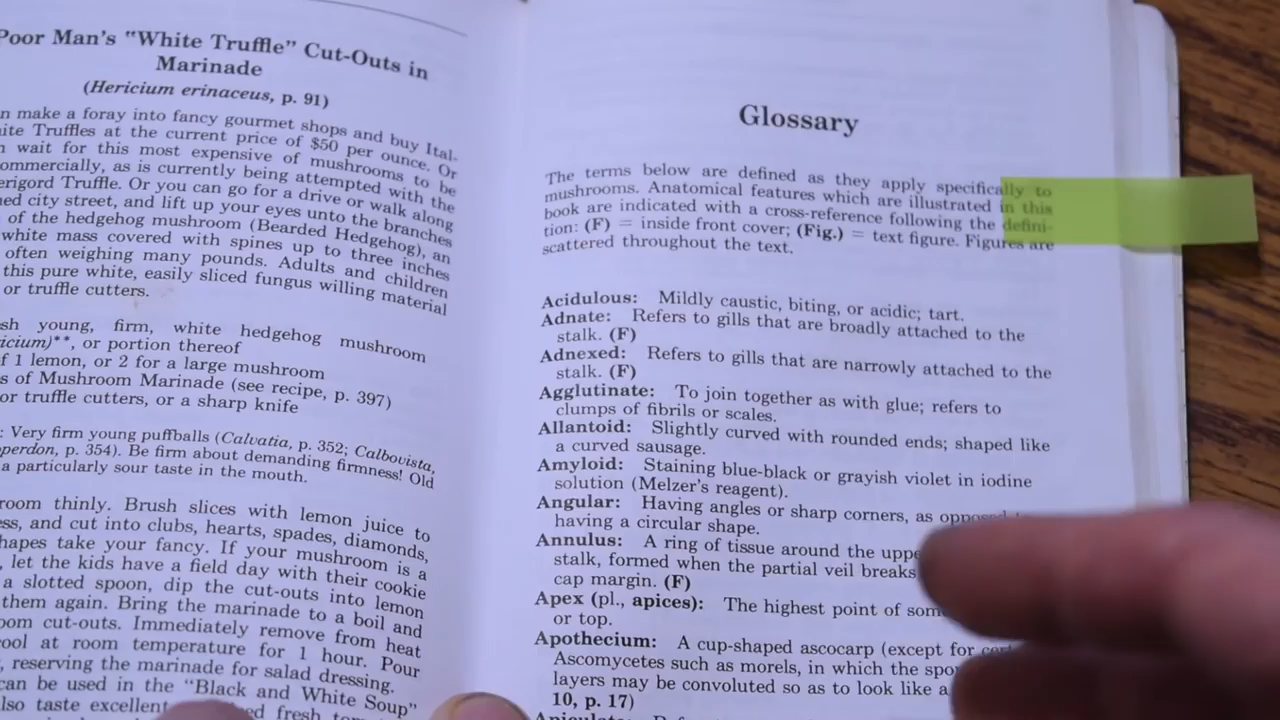 Poor Man's "White Truffle" Cut-Outs in
Marinade
(Hericium erinaceus, p. 91)
make a foray into fancy gourmet shops and buy Ital-
Truffles at the current price of $50 per ounce. Or
wait for this most expensive of mushrooms to be
as is currently being attempted with the
Truffle. Or you can go for a drive or walk along
city street, and lift up your eyes unto the branches
of the hedgehog mushroom (Bearded Hedgehog), an
white mass covered with spines up to three inches
often weighing many pounds. Adults and children
this pure white, easily sliced fungus willing material
or truffle cutters.
young, firm, white hedgehog mushroom
or portion thereof
1 lemon, or 2 for a large mushroom
of Mushroom Marinade (see recipe, p. 397)
or truffle cutters, or a sharp knife
: Very firm young puffballs (Calvatia, p. 352; Calbovista,
p. 354). Be firm about demanding firmness! Old
a particularly sour taste in the mouth.
thinly. Brush slices with lemon juice to
and cut into clubs, hearts, spades, diamonds,
take your fancy. If your mushroom is a
let the kids have a field day with their cookie
a slotted spoon, dip the cut-outs into lemon
them again. Bring the marinade to a boil and
cut-outs. Immediately remove from heat
at room temperature for 1 hour. Pour
reserving the marinade for salad dressing.
can be used in the "Black and White Soup"
taste excellent fresh
Glossary
The terms below are defined as they apply specifically to
mushrooms. Anatomical features which are illustrated in this
book are indicated with a cross-reference following the defini-
tion: (F) = inside front cover; (Fig.) = text figure. Figures are
scattered throughout the text.
Acidulous: Mildly caustic, biting, or acidic; tart.
Adnate: Refers to gills that are broadly attached to the
stalk. (F)
Adnexed: Refers to gills that are narrowly attached to the
stalk. (F)
Agglutinate: To join together as with glue; refers to
clumps of fibrils or scales.
Allantoid: Slightly curved with rounded ends; shaped like
a curved sausage.
Amyloid: Staining blue-black or grayish violet in iodine
solution (Melzer's reagent).
Angular: Having angles or sharp corners, as opposed
having a circular shape.
Annulus: A ring of tissue around the
stalk, formed when the partial veil breaks
cap margin. (F)
Apex (pl., apices): The highest point of
or top.
Apothecium: A cup-shaped ascocarp (except for
Ascomycetes such as morels, in which the
layers may be convoluted so as to look like a
10, p. 17)